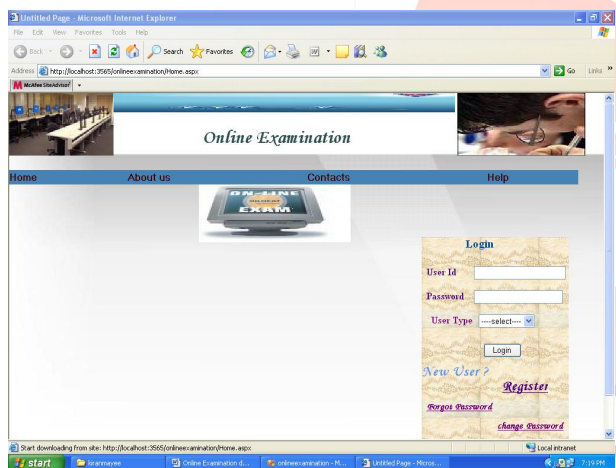 Untitled Page - Microsoft Internet Explorer
File Edit View Favorites Tools Help
Back Search Favorites
Address http://localhost:3565/onlineexamination/Home.aspx Go Links »
McAfee SiteAdvisor
Online Examination
Home About us Contacts Help
ON-LINE
EXAM
Login
User Id
Password
User Type ----select----
Login
New User ?
Register
Forgot Password
change Password
Start downloading from site: http://localhost:3565/onlineexamination/Home.aspx Local intranet
start kiranmayee Online Examination d... onlineexamination - M... Untitled Page - Micros... 7:19 PM